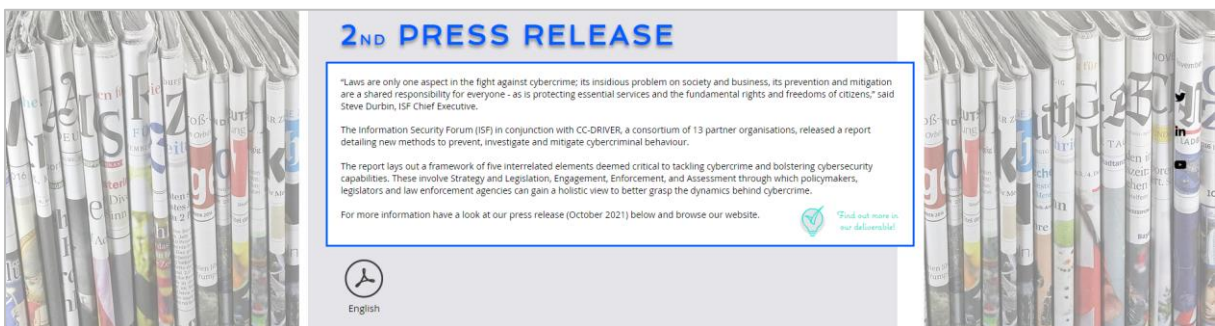 2ND PRESS RELEASE
“Laws are only one aspect in the fight against cybercrime; its insidious problem on society and business, its prevention and mitigation
are a shared responsibility for everyone - as is protecting essential services and the fundamental rights and freedoms of citizens,” said
Steve Durbin, ISF Chief Executive.
The Information Security Forum (ISF) in conjunction with CC-DRIVER, a consortium of 13 partner organisations, released a report
detailing new methods to prevent, investigate and mitigate cybercriminal behaviour.
The report lays out a framework of five interrelated elements deemed critical to tackling cybercrime and bolstering cybersecurity
capabilities. These involve Strategy and Legislation, Engagement, Enforcement, and Assessment through which policymakers,
legislators and law enforcement agencies can gain a holistic view to better grasp the dynamics behind cybercrime.
For more information have a look at our press release (October 2021) below and browse our website.
Find out more in
our deliverable!
English